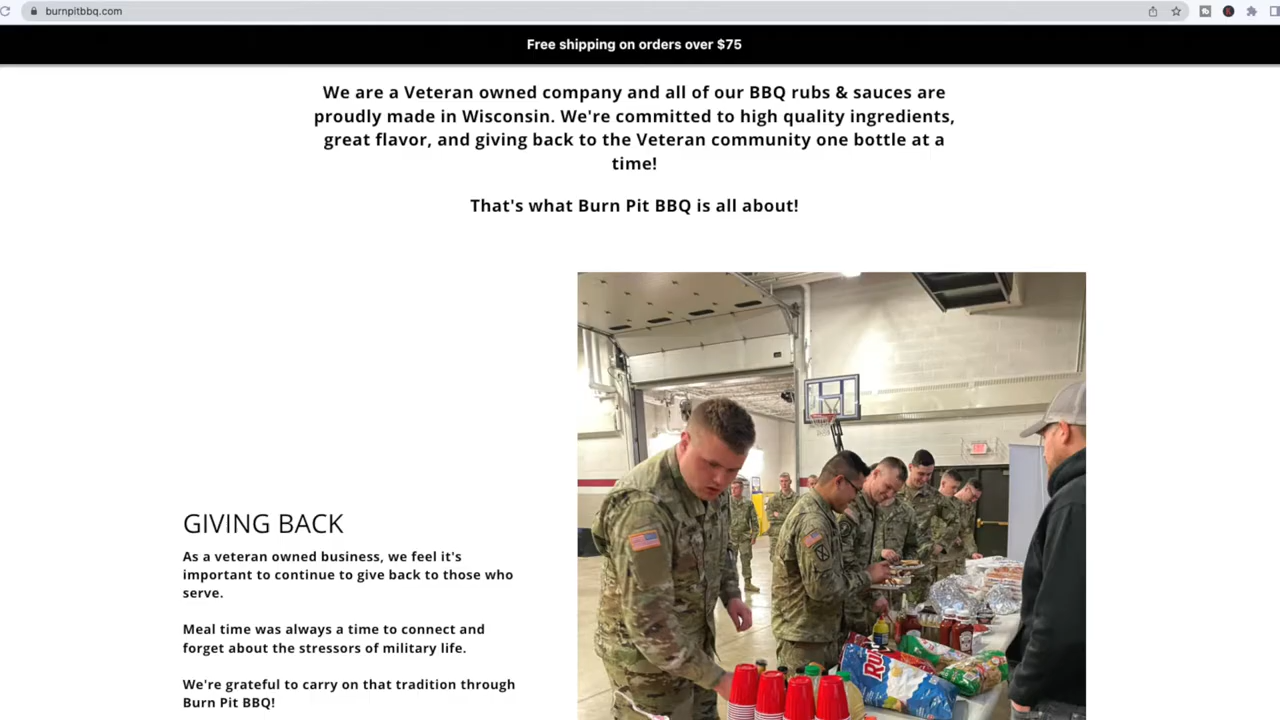 burnpitbbq.com
Free shipping on orders over $75
We are a Veteran owned company and all of our BBQ rubs & sauces are
proudly made in Wisconsin. We're committed to high quality ingredients,
great flavor, and giving back to the Veteran community one bottle at a
time!
That's what Burn Pit BBQ is all about!
GIVING BACK
As a veteran owned business, we feel it's
important to continue to give back to those who
serve.
Meal time was always a time to connect and
forget about the stressors of military life.
We're grateful to carry on that tradition through
Burn Pit BBQ!